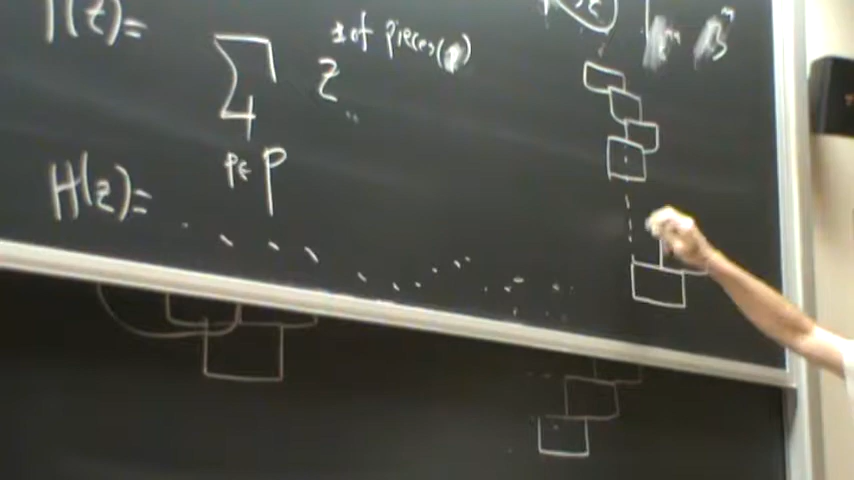 P(z)=
∑ z # of pieces(p)
p∈P
H(z)=